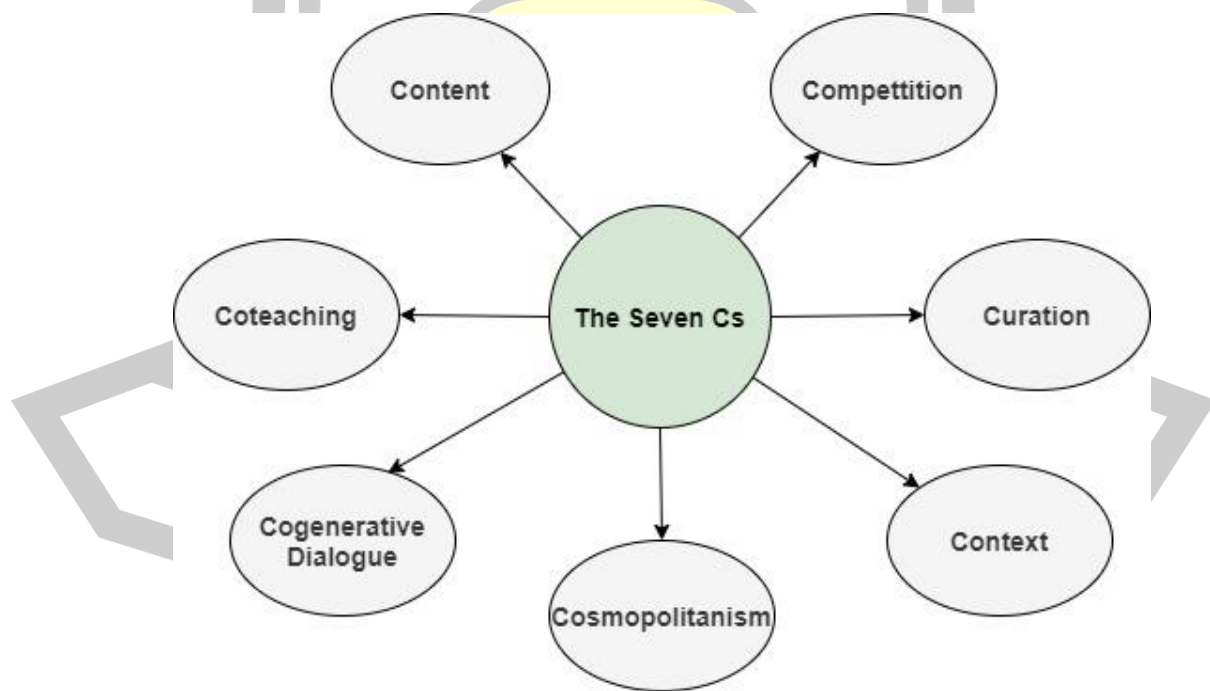 Content
Compettition
Coteaching
The Seven Cs
Curation
Cogenerative
Dialogue
Context
Cosmopolitanism